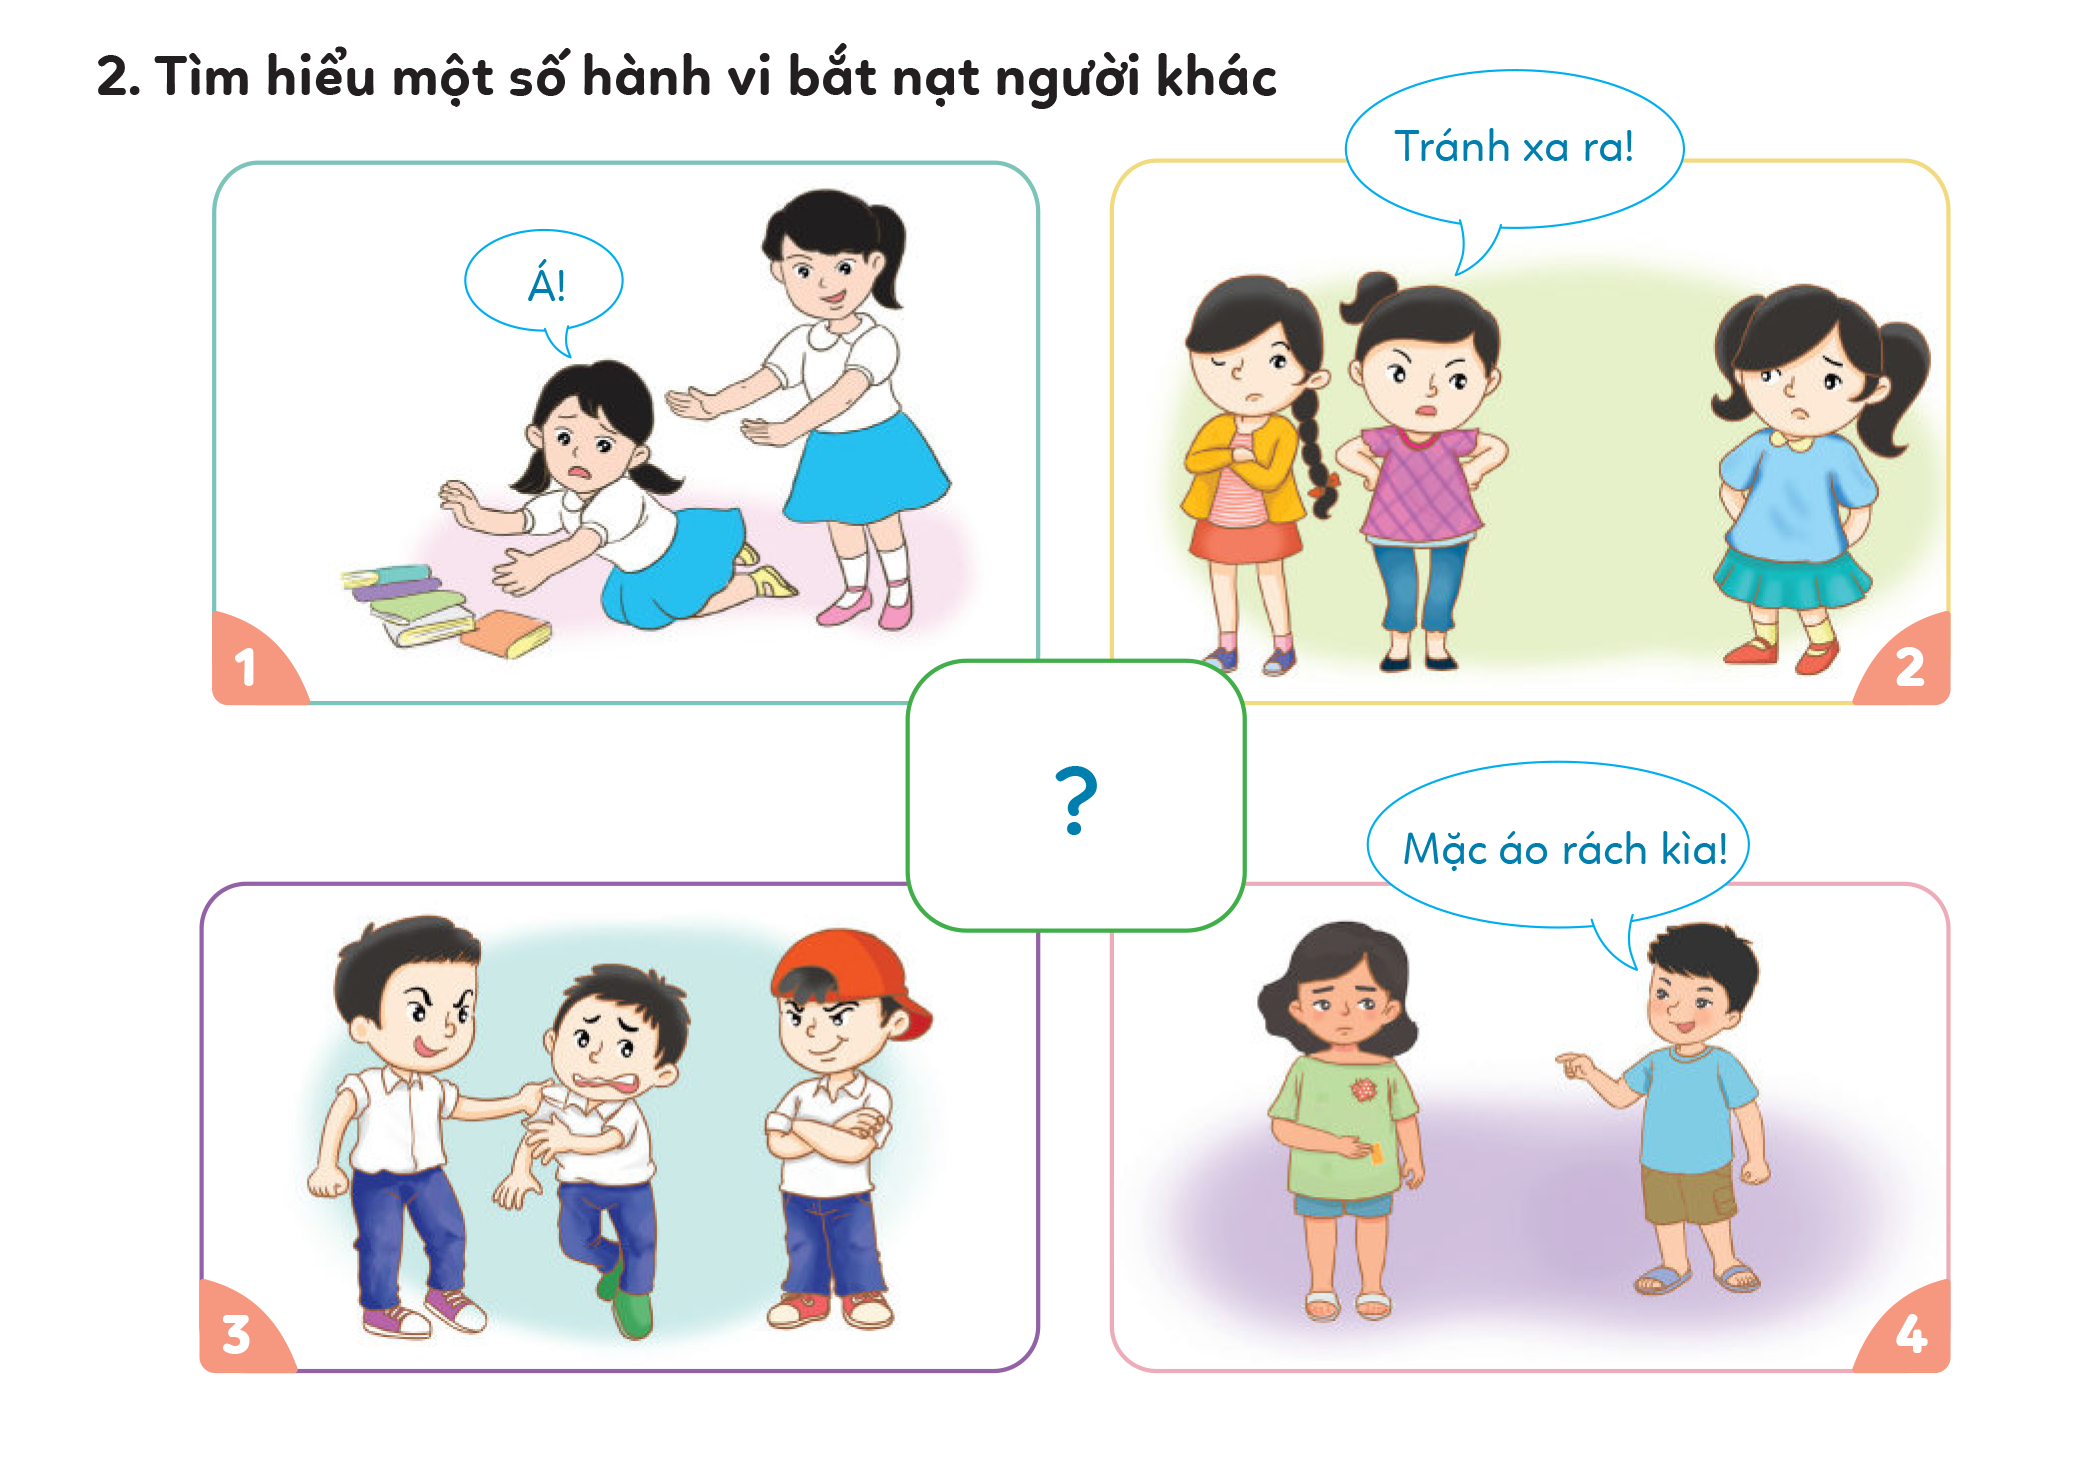 2. Tìm hiểu một số hành vi bắt nạt người khác
Á!
1
Tránh xa ra!
2
?
3
Mặc áo rách kìa!
4